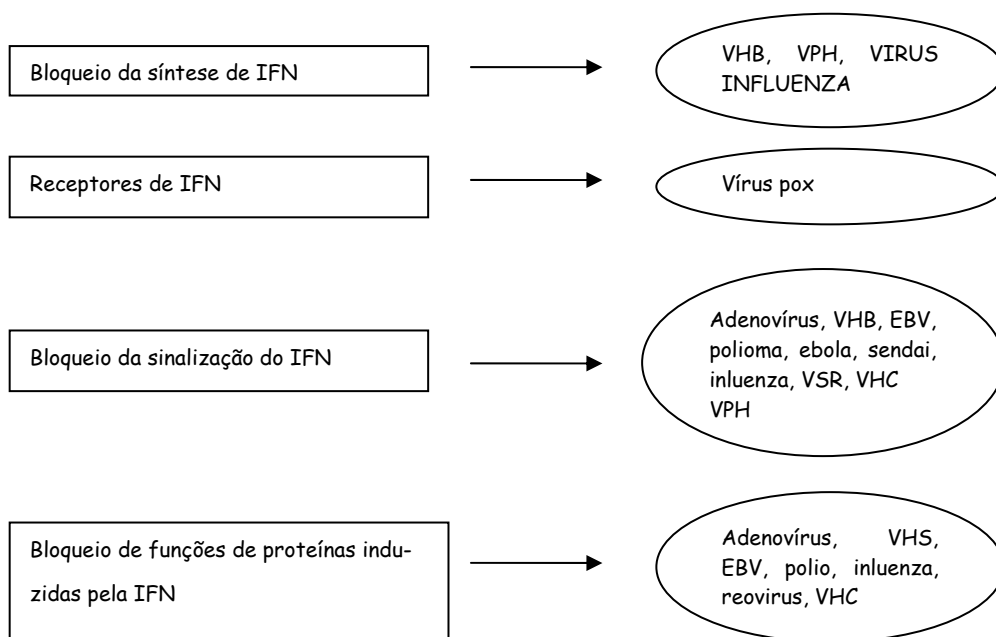 Bloqueio da síntese de IFN
VHB, VPH, VIRUS
INFLUENZA
Receptores de IFN
Vírus pox
Bloqueio da sinalização do IFN
Adenovírus, VHB, EBV,
polioma, ebola, sendai,
inluenza, VSR, VHC
VPH
Bloqueio de funções de proteínas indu-
zidas pela IFN
Adenovírus, VHS,
EBV, polio, inluenza,
reovirus, VHC